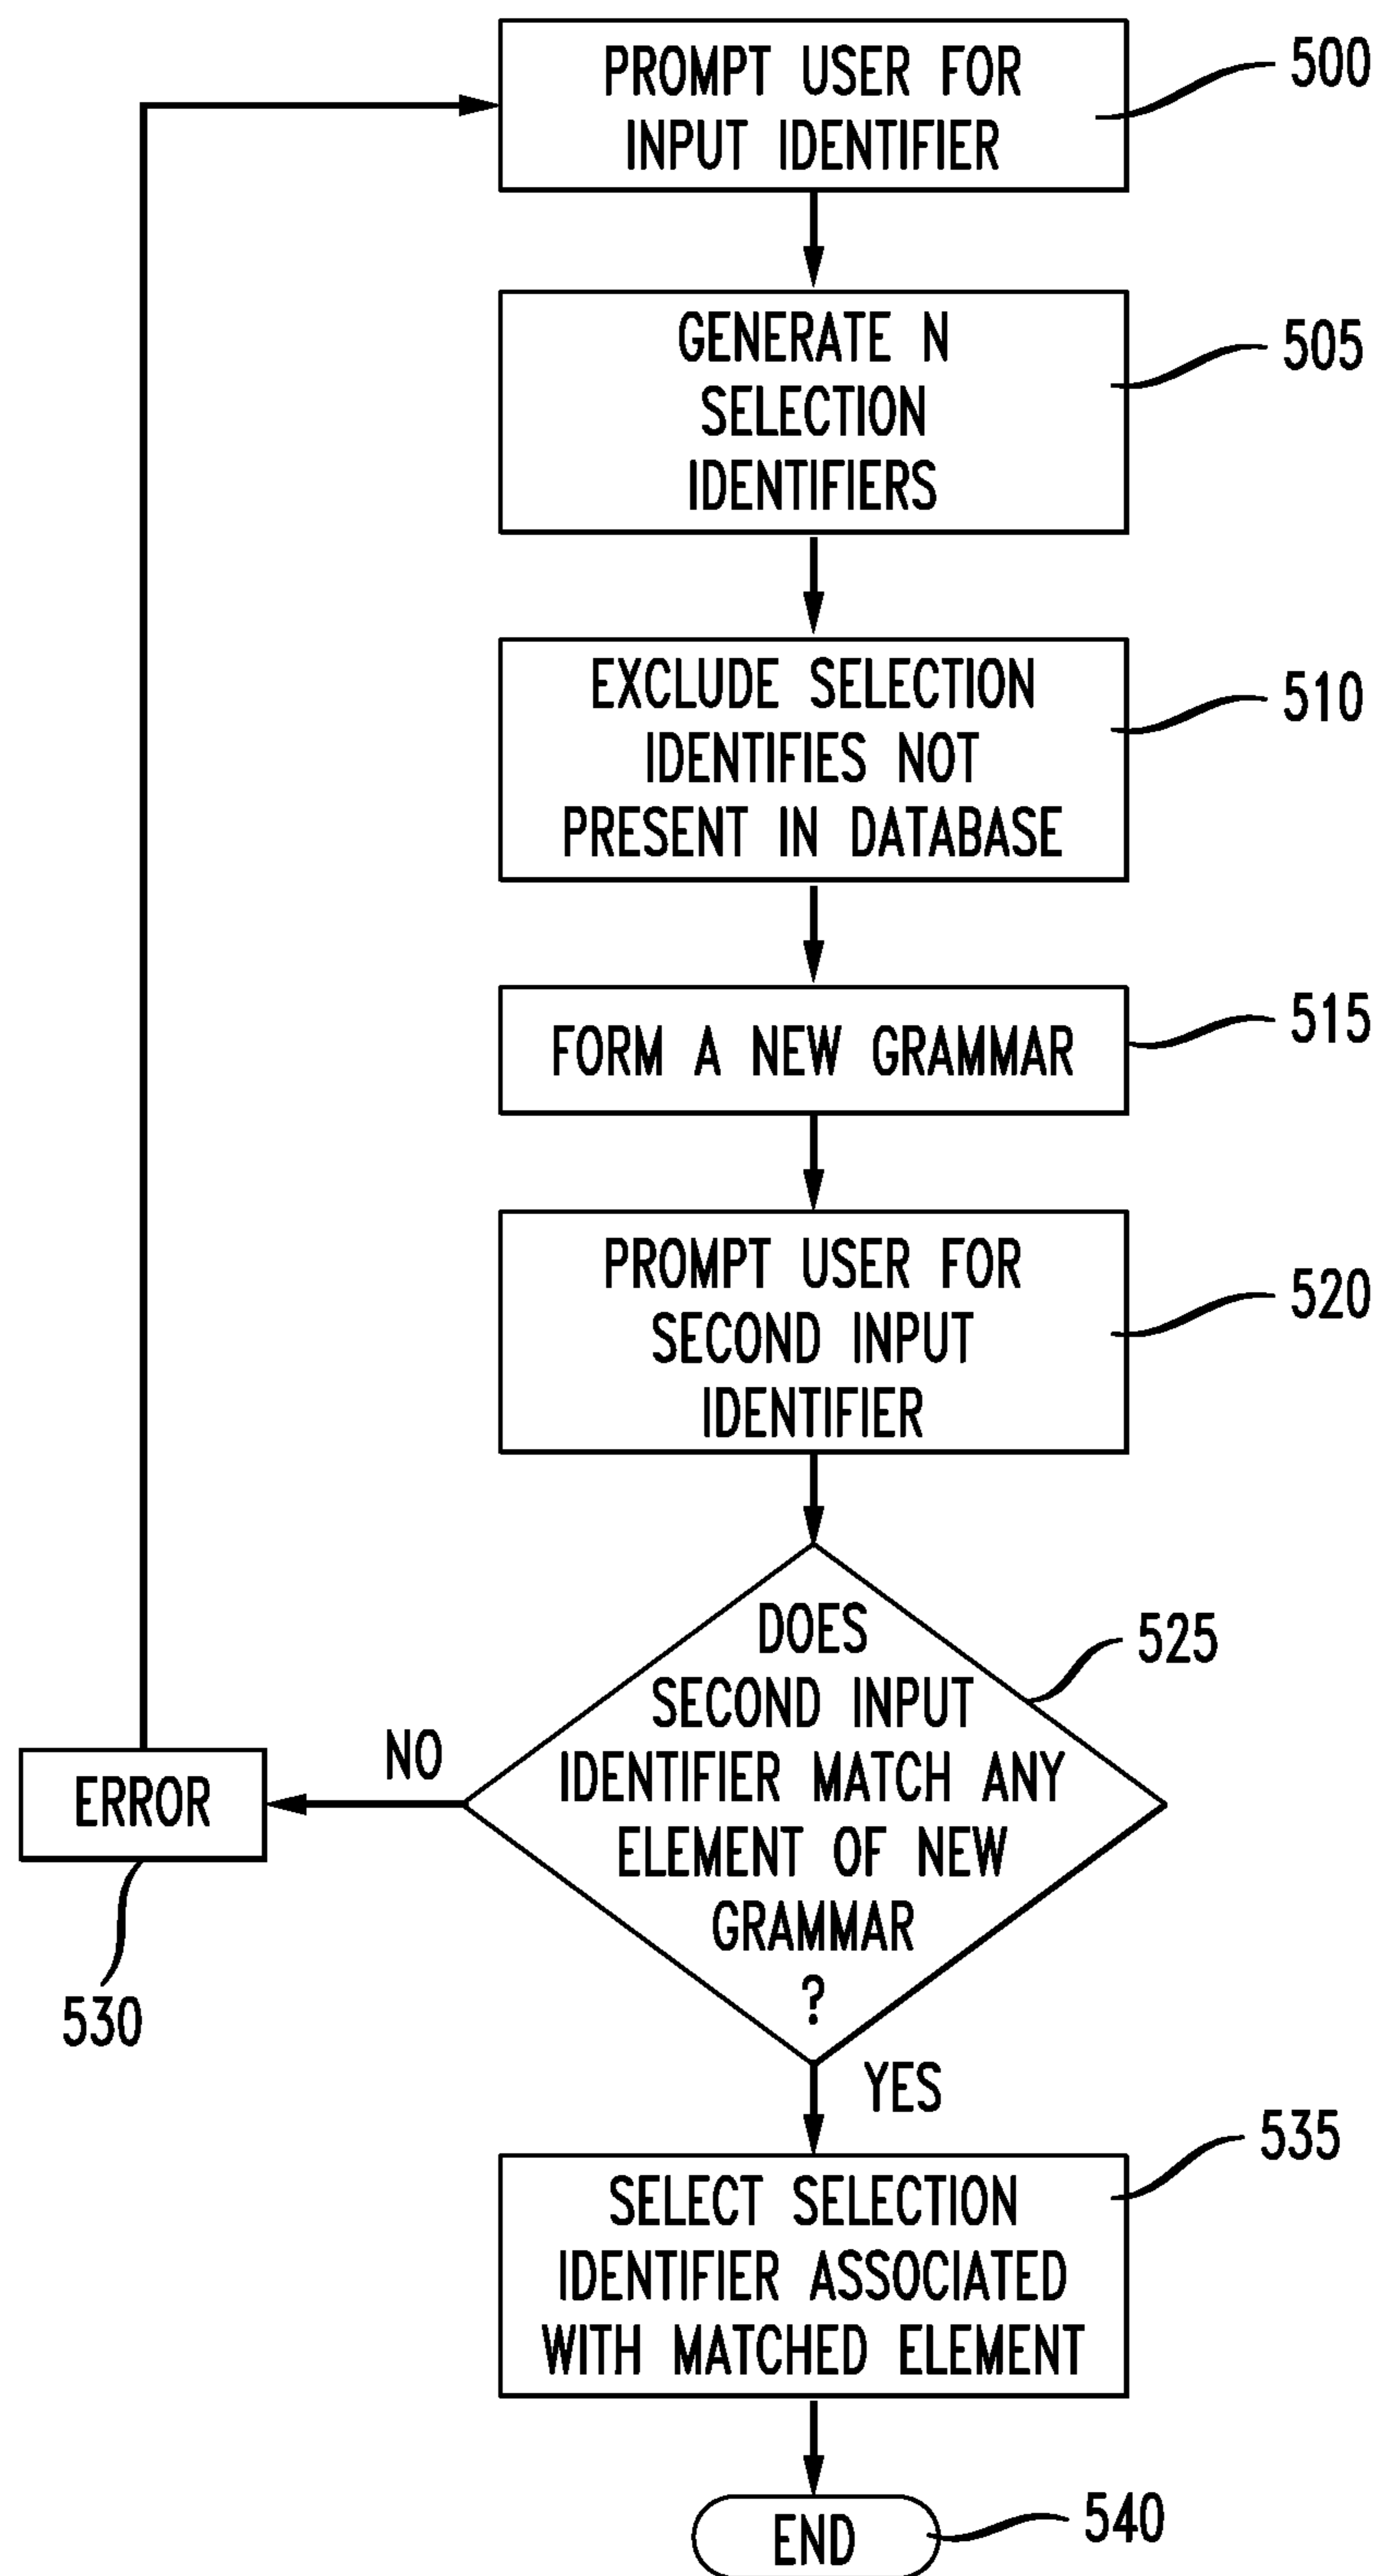 PROMPT USER FOR
INPUT IDENTIFIER
500
GENERATE N
SELECTION
IDENTIFIERS
505
EXCLUDE SELECTION
IDENTIFIES NOT
PRESENT IN DATABASE
510
FORM A NEW GRAMMAR
515
PROMPT USER FOR
SECOND INPUT
IDENTIFIER
520
DOES
SECOND INPUT
IDENTIFIER MATCH ANY
ELEMENT OF NEW
GRAMMAR
?
525
NO
ERROR
530
YES
SELECT SELECTION
IDENTIFIER ASSOCIATED
WITH MATCHED ELEMENT
535
END
540